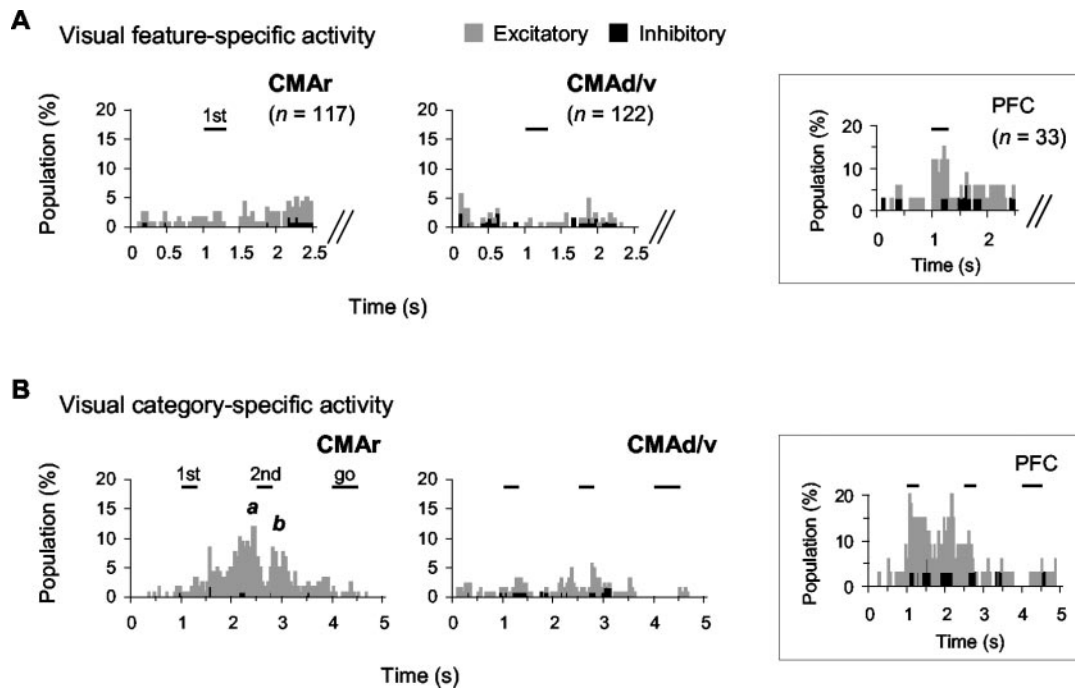 A
Visual feature-specific activity
Excitatory Inhibitory
CMAr
(n = 117)
1st
Population (%)
20
15
10
5
0
0 0.5 1 1.5 2 2.5
CMAd/v
(n = 122)
20
15
10
5
0
0 0.5 1 1.5 2 2.5
Time (s)
PFC
(n = 33)
Population (%)
20
10
0
0 1 2
Time (s)
B
Visual category-specific activity
CMAr
1st 2nd go
a
b
Population (%)
20
15
10
5
0
0 1 2 3 4 5
CMAd/v
20
15
10
5
0
0 1 2 3 4 5
Time (s)
PFC
Population (%)
20
10
0
0 1 2 3 4 5
Time (s)